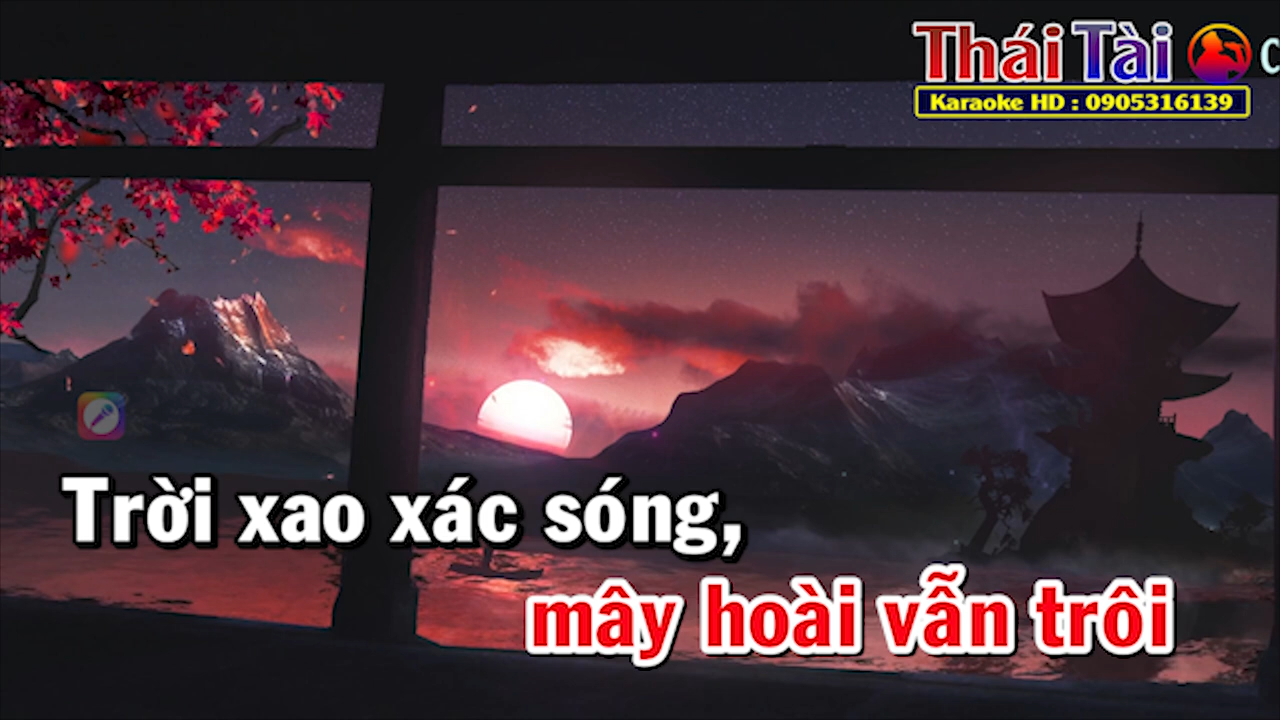 Thái Tài
Karaoke HD : 0905316139
Trời xao xác sóng,
mây hoài vẫn trôi